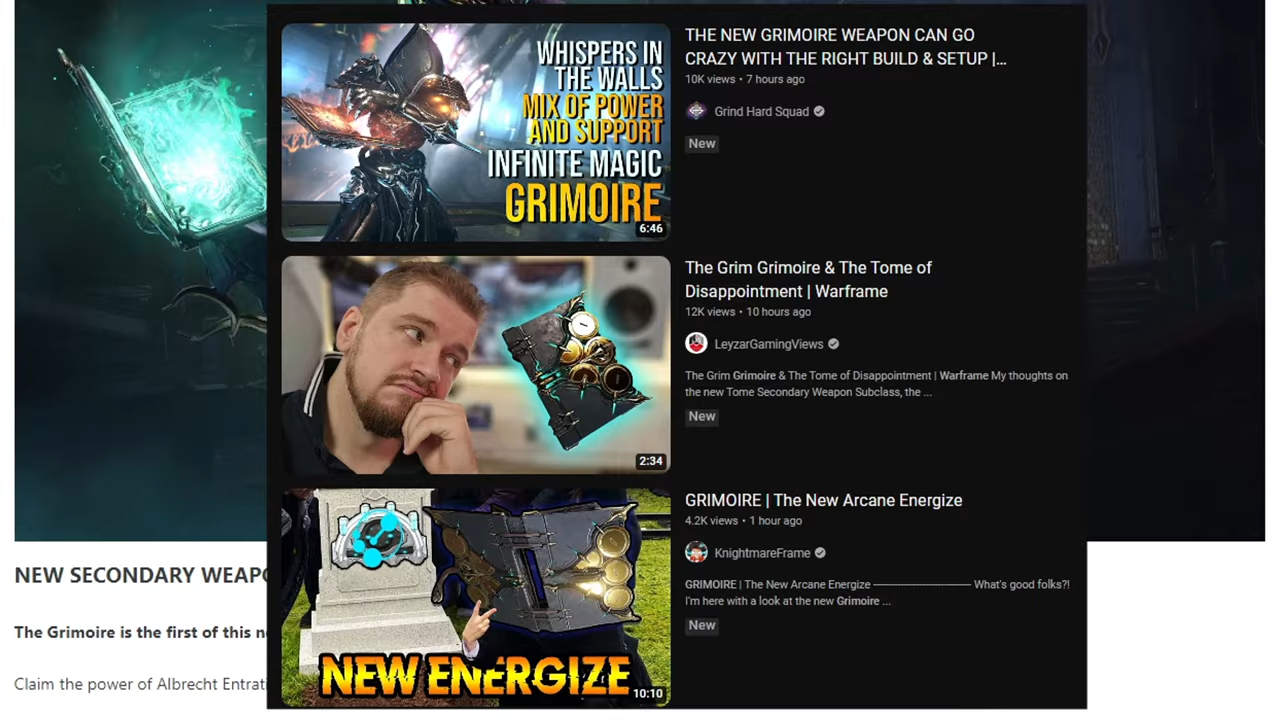 WHISPERS IN
THE WALLS
MIX OF POWER
AND SUPPORT
INFINITE MAGIC
GRIMOIRE
6:46
THE NEW GRIMOIRE WEAPON CAN GO
CRAZY WITH THE RIGHT BUILD & SETUP |...
10K views • 7 hours ago
Grind Hard Squad
New
2:34
The Grim Grimoire & The Tome of
Disappointment | Warframe
12K views • 10 hours ago
LeyzarGamingViews
The Grim Grimoire & The Tome of Disappointment | Warframe My thoughts on
the new Tome Secondary Weapon Subclass, the ...
New
NEW ENERGIZE
10:10
GRIMOIRE | The New Arcane Energize
4.2K views • 1 hour ago
KnightmareFrame
GRIMOIRE | The New Arcane Energize ——————— What's good folks?!
I'm here with a look at the new Grimoire ...
New
NEW SECONDARY WEAPO
The Grimoire is the first of this n
Claim the power of Albrecht Entrati